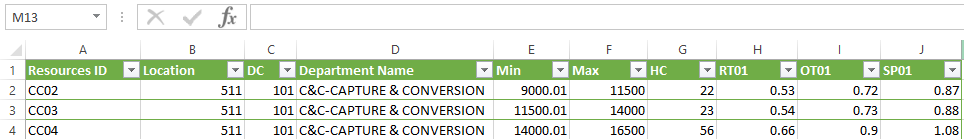 M13 fx
A B C D E F G H I J
1 Resources ID Location DC Department Name Min Max HC RT01 OT01 SP01
2 CC02 511 101 C&C-CAPTURE & CONVERSION 9000.01 11500 22 0.53 0.72 0.87
3 CC03 511 101 C&C-CAPTURE & CONVERSION 11500.01 14000 23 0.54 0.73 0.88
4 CC04 511 101 C&C-CAPTURE & CONVERSION 14000.01 16500 56 0.66 0.9 1.08